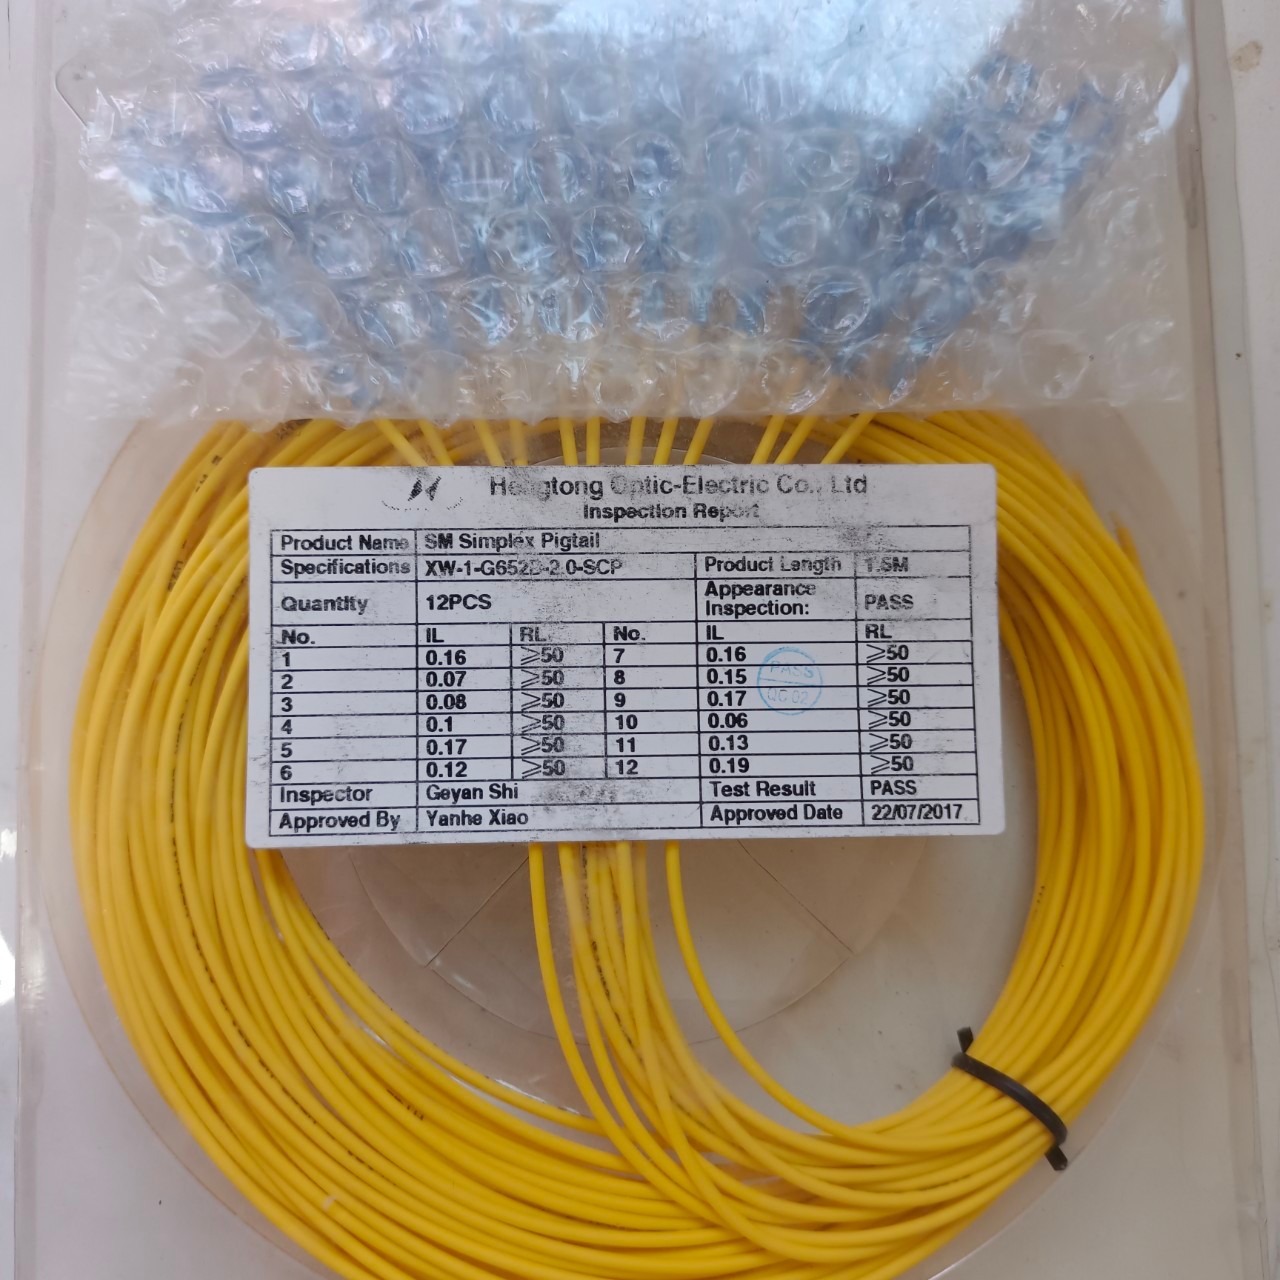 Hengtong Optic-Electric Co., Ltd
Inspection Report
Product Name SM Simplex Pigtail
Specifications XW-1-G652D-2.0-SCP Product Length 1.5M
Quantity 12PCS Appearance Inspection: PASS
No. IL RL No. IL RL
1 0.16 ⩾50 7 0.16 ⩾50
2 0.07 ⩾50 8 0.15 ⩾50
3 0.08 ⩾50 9 0.17 ⩾50
4 0.1 ⩾50 10 0.06 ⩾50
5 0.17 ⩾50 11 0.13 ⩾50
6 0.12 ⩾50 12 0.19 ⩾50
PASS
QC 02
Inspector Geyan Shi Test Result PASS
Approved By Yanhe Xiao Approved Date 22/07/2017